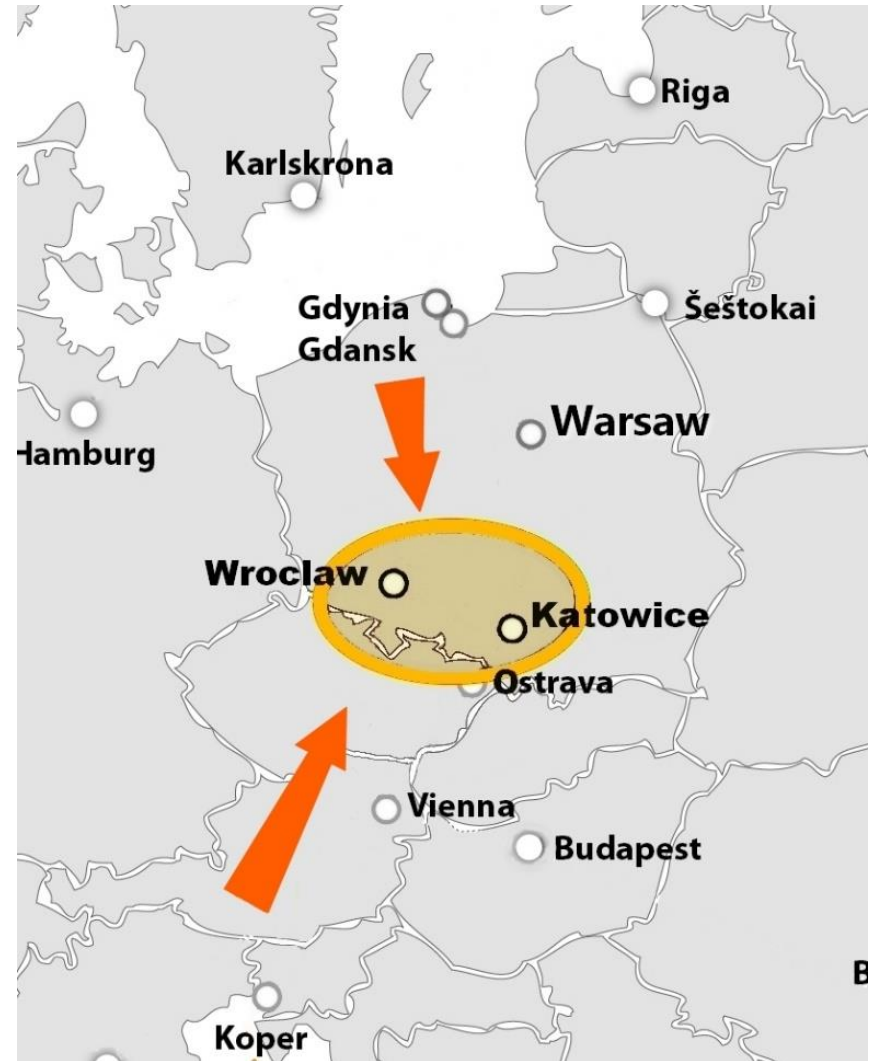 Riga
Karlskrona
Gdynia
Gdansk
Šeštokai
Warsaw
Hamburg
Wroclaw
Katowice
Ostrava
Vienna
Budapest
B
Koper